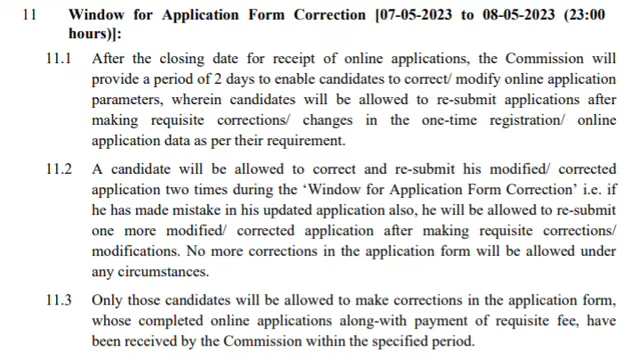 11 Window for Application Form Correction [07-05-2023 to 08-05-2023 (23:00
hours)]:
11.1 After the closing date for receipt of online applications, the Commission will
provide a period of 2 days to enable candidates to correct/ modify online application
parameters, wherein candidates will be allowed to re-submit applications after
making requisite corrections/ changes in the one-time registration/ online
application data as per their requirement.
11.2 A candidate will be allowed to correct and re-submit his modified/ corrected
application two times during the ‘Window for Application Form Correction’ i.e. if
he has made mistake in his updated application also, he will be allowed to re-submit
one more modified/ corrected application after making requisite corrections/
modifications. No more corrections in the application form will be allowed under
any circumstances.
11.3 Only those candidates will be allowed to make corrections in the application form,
whose completed online applications along-with payment of requisite fee, have
been received by the Commission within the specified period.